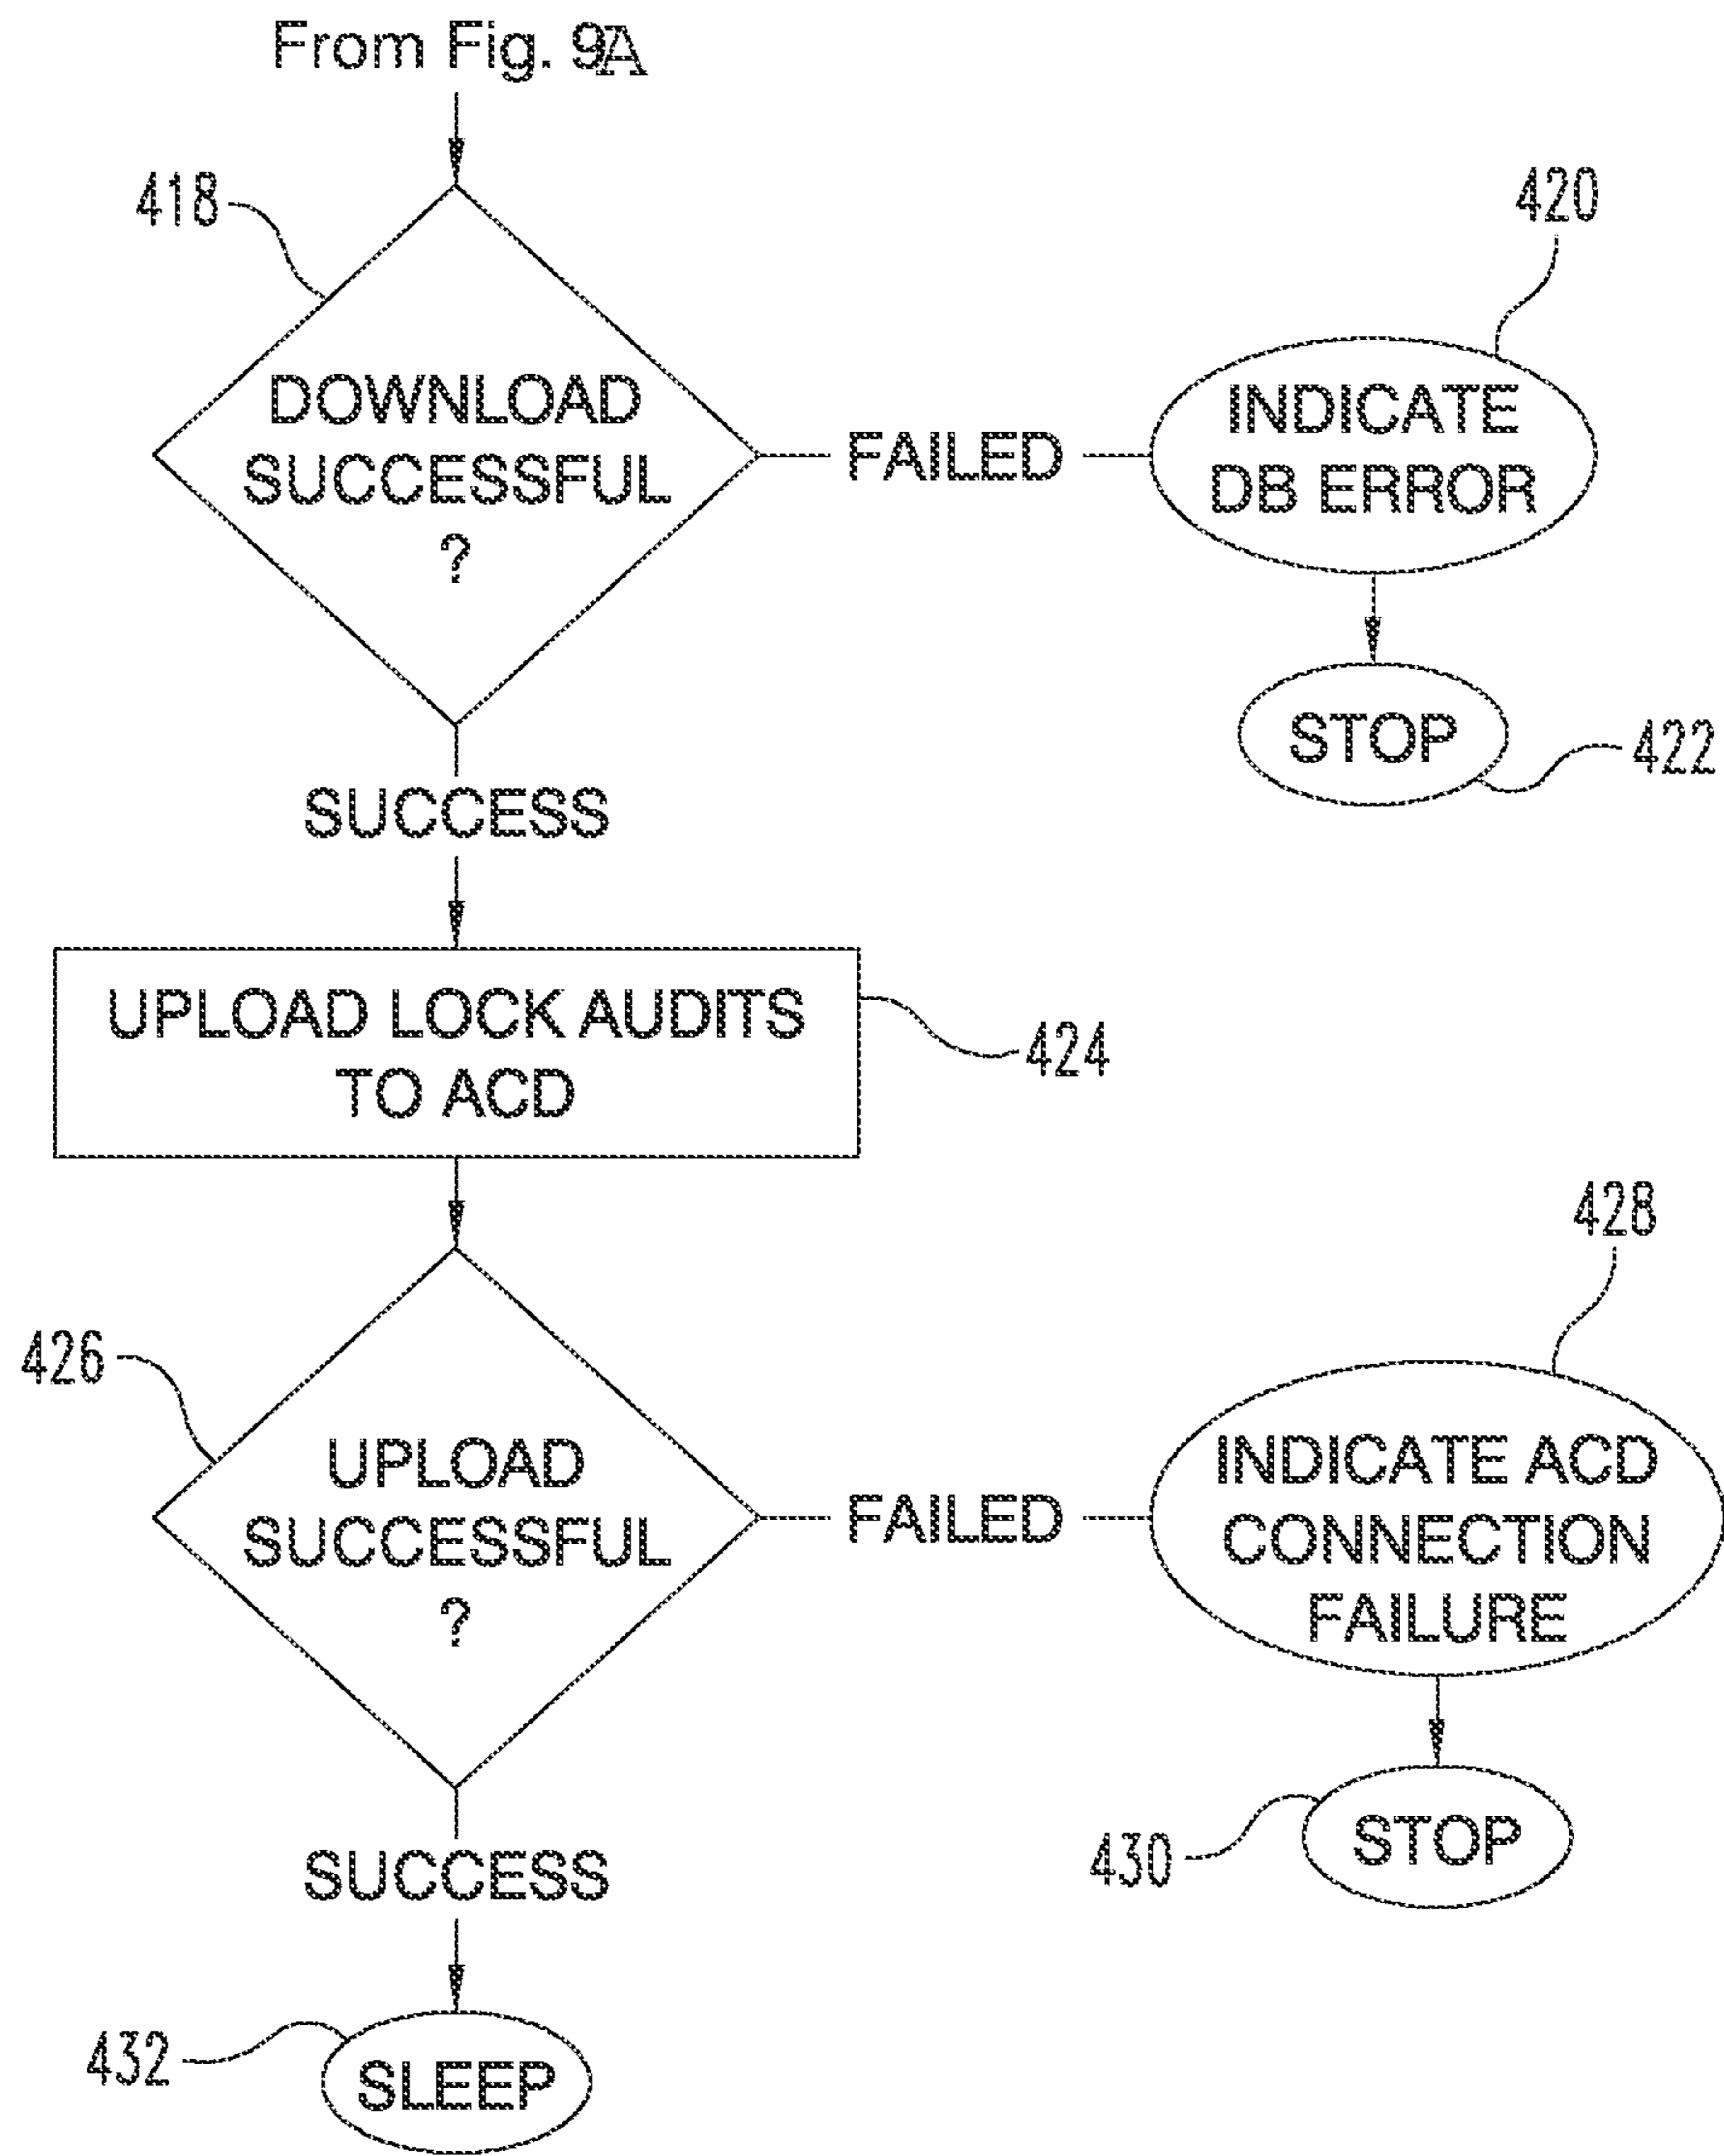 From Fig. 9A
418
DOWNLOAD
SUCCESSFUL
?
FAILED
420
INDICATE
DB ERROR
STOP
422
SUCCESS
UPLOAD LOCK AUDITS
TO ACD
424
426
UPLOAD
SUCCESSFUL
?
FAILED
428
INDICATE ACD
CONNECTION
FAILURE
430
STOP
SUCCESS
432
SLEEP